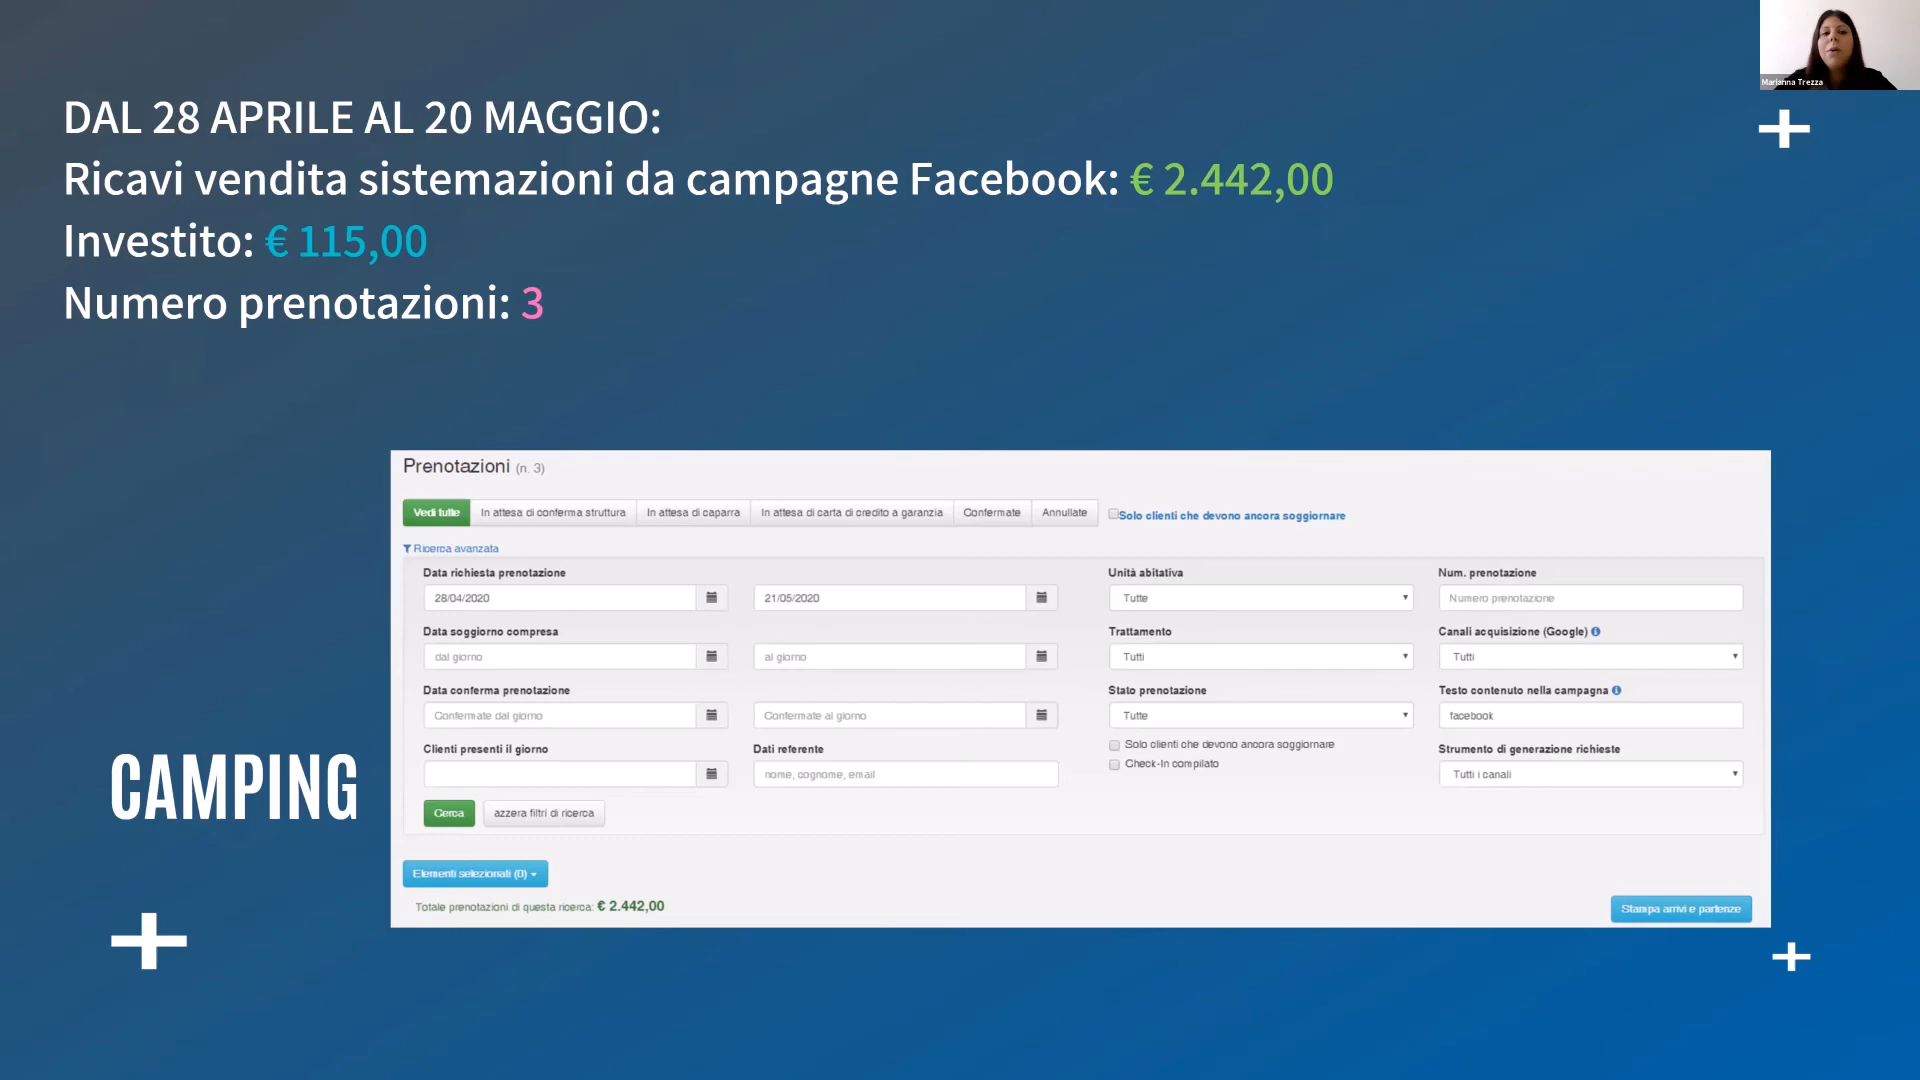 Marianna Trezza
DAL 28 APRILE AL 20 MAGGIO:
Ricavi vendita sistemazioni da campagne Facebook: € 2.442,00
Investito: € 115,00
Numero prenotazioni: 3
CAMPING
Prenotazioni (n. 3)
Vedi tutte In attesa di conferma struttura In attesa di caparra In attesa di carta di credito a garanzia Confermate Annullate Solo clienti che devono ancora soggiornare
Ricerca avanzata
Data richiesta prenotazione Unità abitativa Num. prenotazione
28/04/2020 21/05/2020 Tutte Numero prenotazione
Data soggiorno compresa Trattamento Canali acquisizione (Google)
dal giorno al giorno Tutti Tutti
Data conferma prenotazione Stato prenotazione Testo contenuto nella campagna
Confermate dal giorno Confermate al giorno Tutte facebook
Clienti presenti il giorno Dati referente Solo clienti che devono ancora soggiornare Strumento di generazione richieste
nome, cognome, email Check-In compilato Tutti i canali
Cerca azzera filtri di ricerca
Elementi selezionati (0)
Totale prenotazioni di questa ricerca: € 2.442,00
Stampa arrivi e partenze